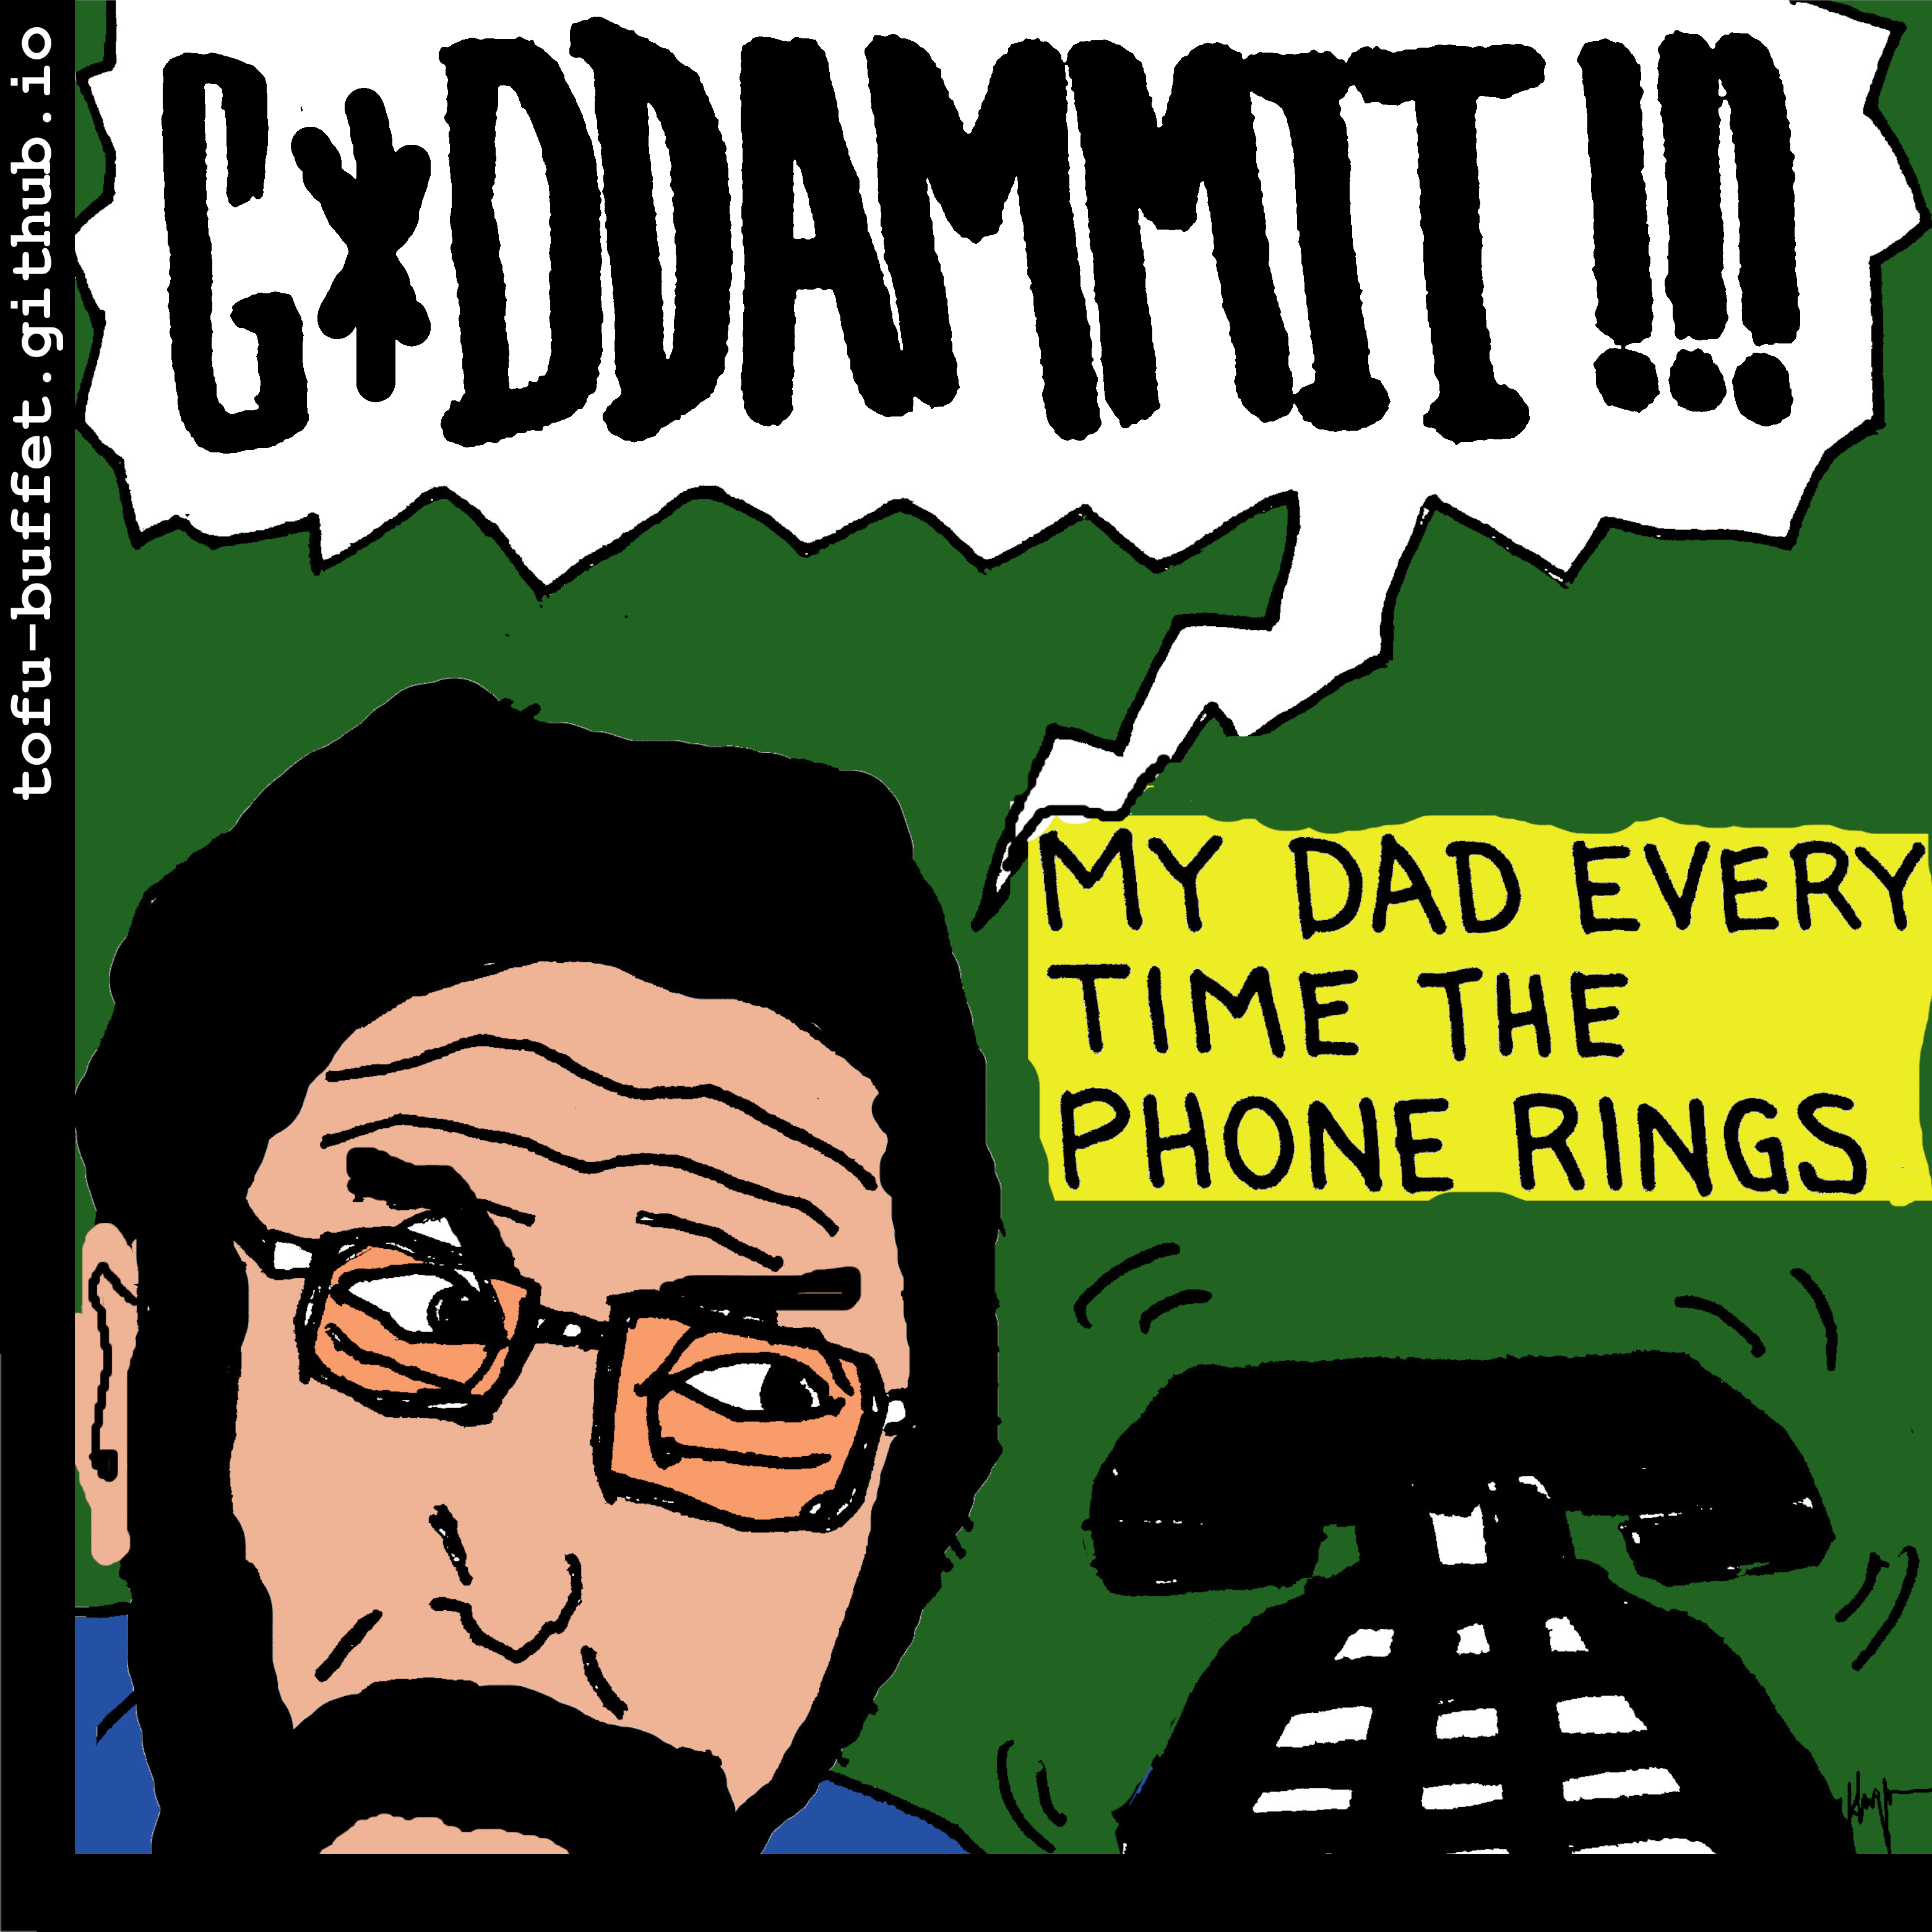 G*DDAMMIT!!!
MY DAD EVERY
TIME THE
PHONE RINGS
tofu-buffet.github.io